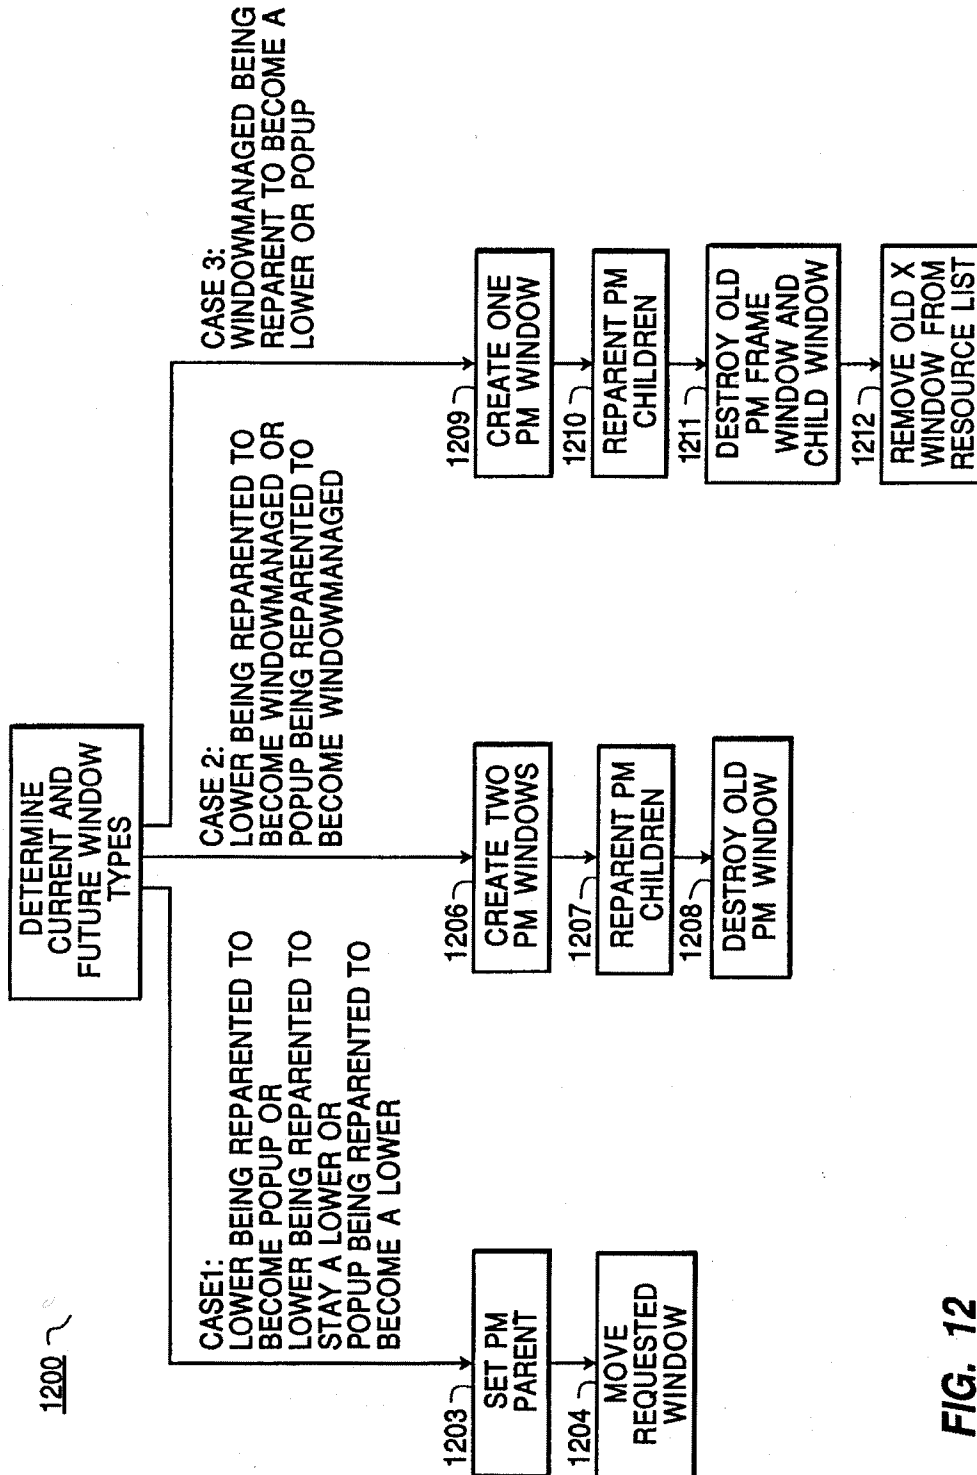 1200
DETERMINE
CURRENT AND
FUTURE WINDOW
TYPES
CASE1:
LOWER BEING REPARENTED TO
BECOME POPUP OR
LOWER BEING REPARENTED TO
STAY A LOWER OR
POPUP BEING REPARENTED TO
BECOME A LOWER
1203
SET PM
PARENT
1204
MOVE
REQUESTED
WINDOW
CASE 2:
LOWER BEING REPARENTED TO
BECOME WINDOWMANAGED OR
POPUP BEING REPARENTED TO
BECOME WINDOWMANAGED
1206
CREATE TWO
PM WINDOWS
1207
REPARENT PM
CHILDREN
1208
DESTROY OLD
PM WINDOW
CASE 3:
WINDOWMANAGED BEING
REPARENT TO BECOME A
LOWER OR POPUP
1209
CREATE ONE
PM WINDOW
1210
REPARENT PM
CHILDREN
1211
DESTROY OLD
PM FRAME
WINDOW AND
CHILD WINDOW
1212
REMOVE OLD X
WINDOW FROM
RESOURCE LIST
FIG. 12